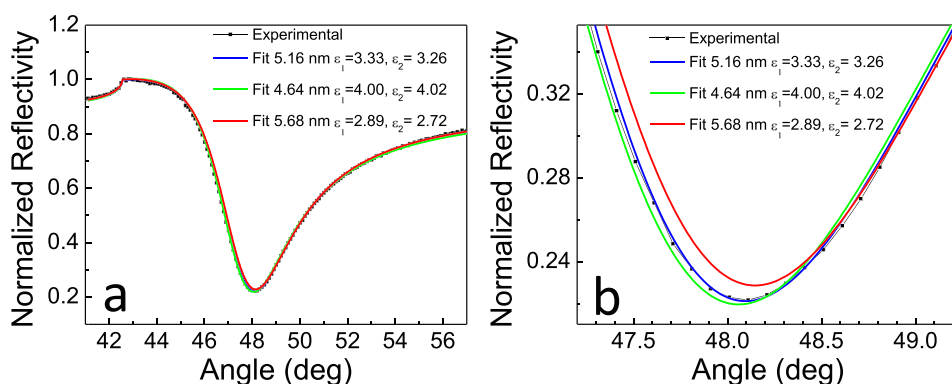 Experimental
Fit 5.16 nm ε₁=3.33, ε₂= 3.26
Fit 4.64 nm ε₁=4.00, ε₂= 4.02
Fit 5.68 nm ε₁=2.89, ε₂= 2.72
1.2
1.0
0.8
0.6
0.4
0.2
Normalized Reflectivity
a
42 44 46 48 50 52 54 56
Angle (deg)
Experimental
Fit 5.16 nm ε₁=3.33, ε₂= 3.26
Fit 4.64 nm ε₁=4.00, ε₂= 4.02
Fit 5.68 nm ε₁=2.89, ε₂= 2.72
0.32
0.28
0.24
Normalized Reflectivity
b
47.5 48.0 48.5 49.0
Angle (deg)